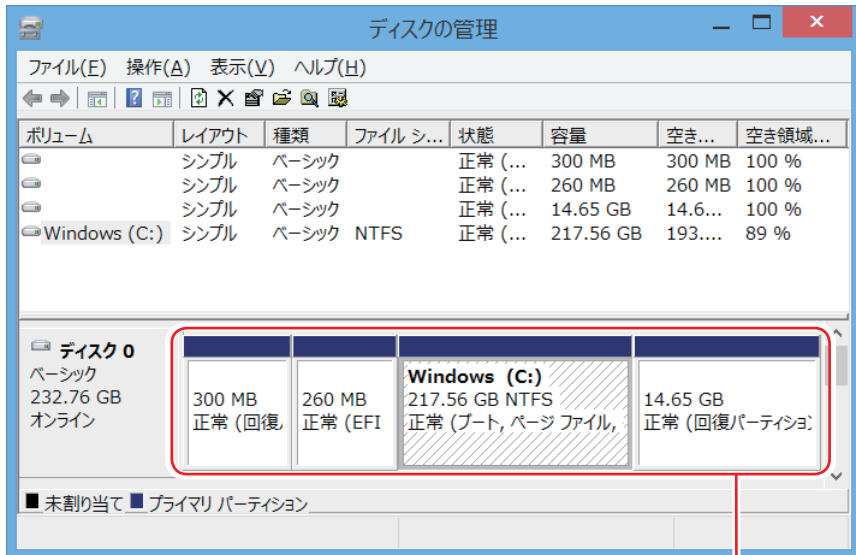 ディスクの管理
ファイル(F) 操作(A) 表示(V) ヘルプ(H)
ボリューム レイアウト 種類 ファイル シ... 状態 容量 空き... 空き領域...
シンプル ベーシック 正常 (... 300 MB 300 MB 100 %
シンプル ベーシック 正常 (... 260 MB 260 MB 100 %
シンプル ベーシック 正常 (... 14.65 GB 14.6... 100 %
Windows (C:) シンプル ベーシック NTFS 正常 (... 217.56 GB 193.... 89 %
ディスク 0
ベーシック
232.76 GB
オンライン
300 MB
正常 (回復
260 MB
正常 (EFI
Windows (C:)
217.56 GB NTFS
正常 (ブート, ページ ファイル,
14.65 GB
正常 (回復パーティション
未割り当て プライマリ パーティション